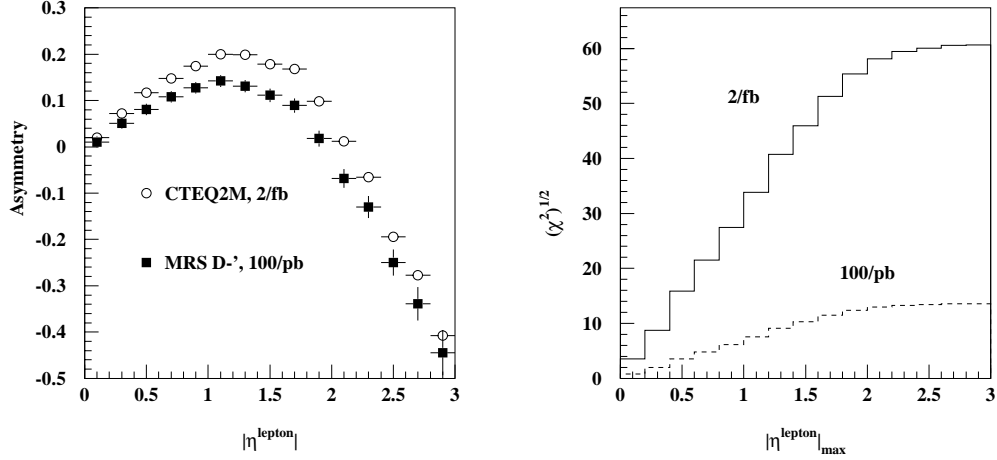 0.3
0.2
0.1
0
-0.1
-0.2
-0.3
-0.4
-0.5
Asymmetry
CTEQ2M, 2/fb
MRS D-’, 100/pb
0 0.5 1 1.5 2 2.5 3
|η^lepton|
60
50
40
30
20
10
0
(χ²)^1/2
2/fb
100/pb
0 0.5 1 1.5 2 2.5 3
|η^lepton|_max